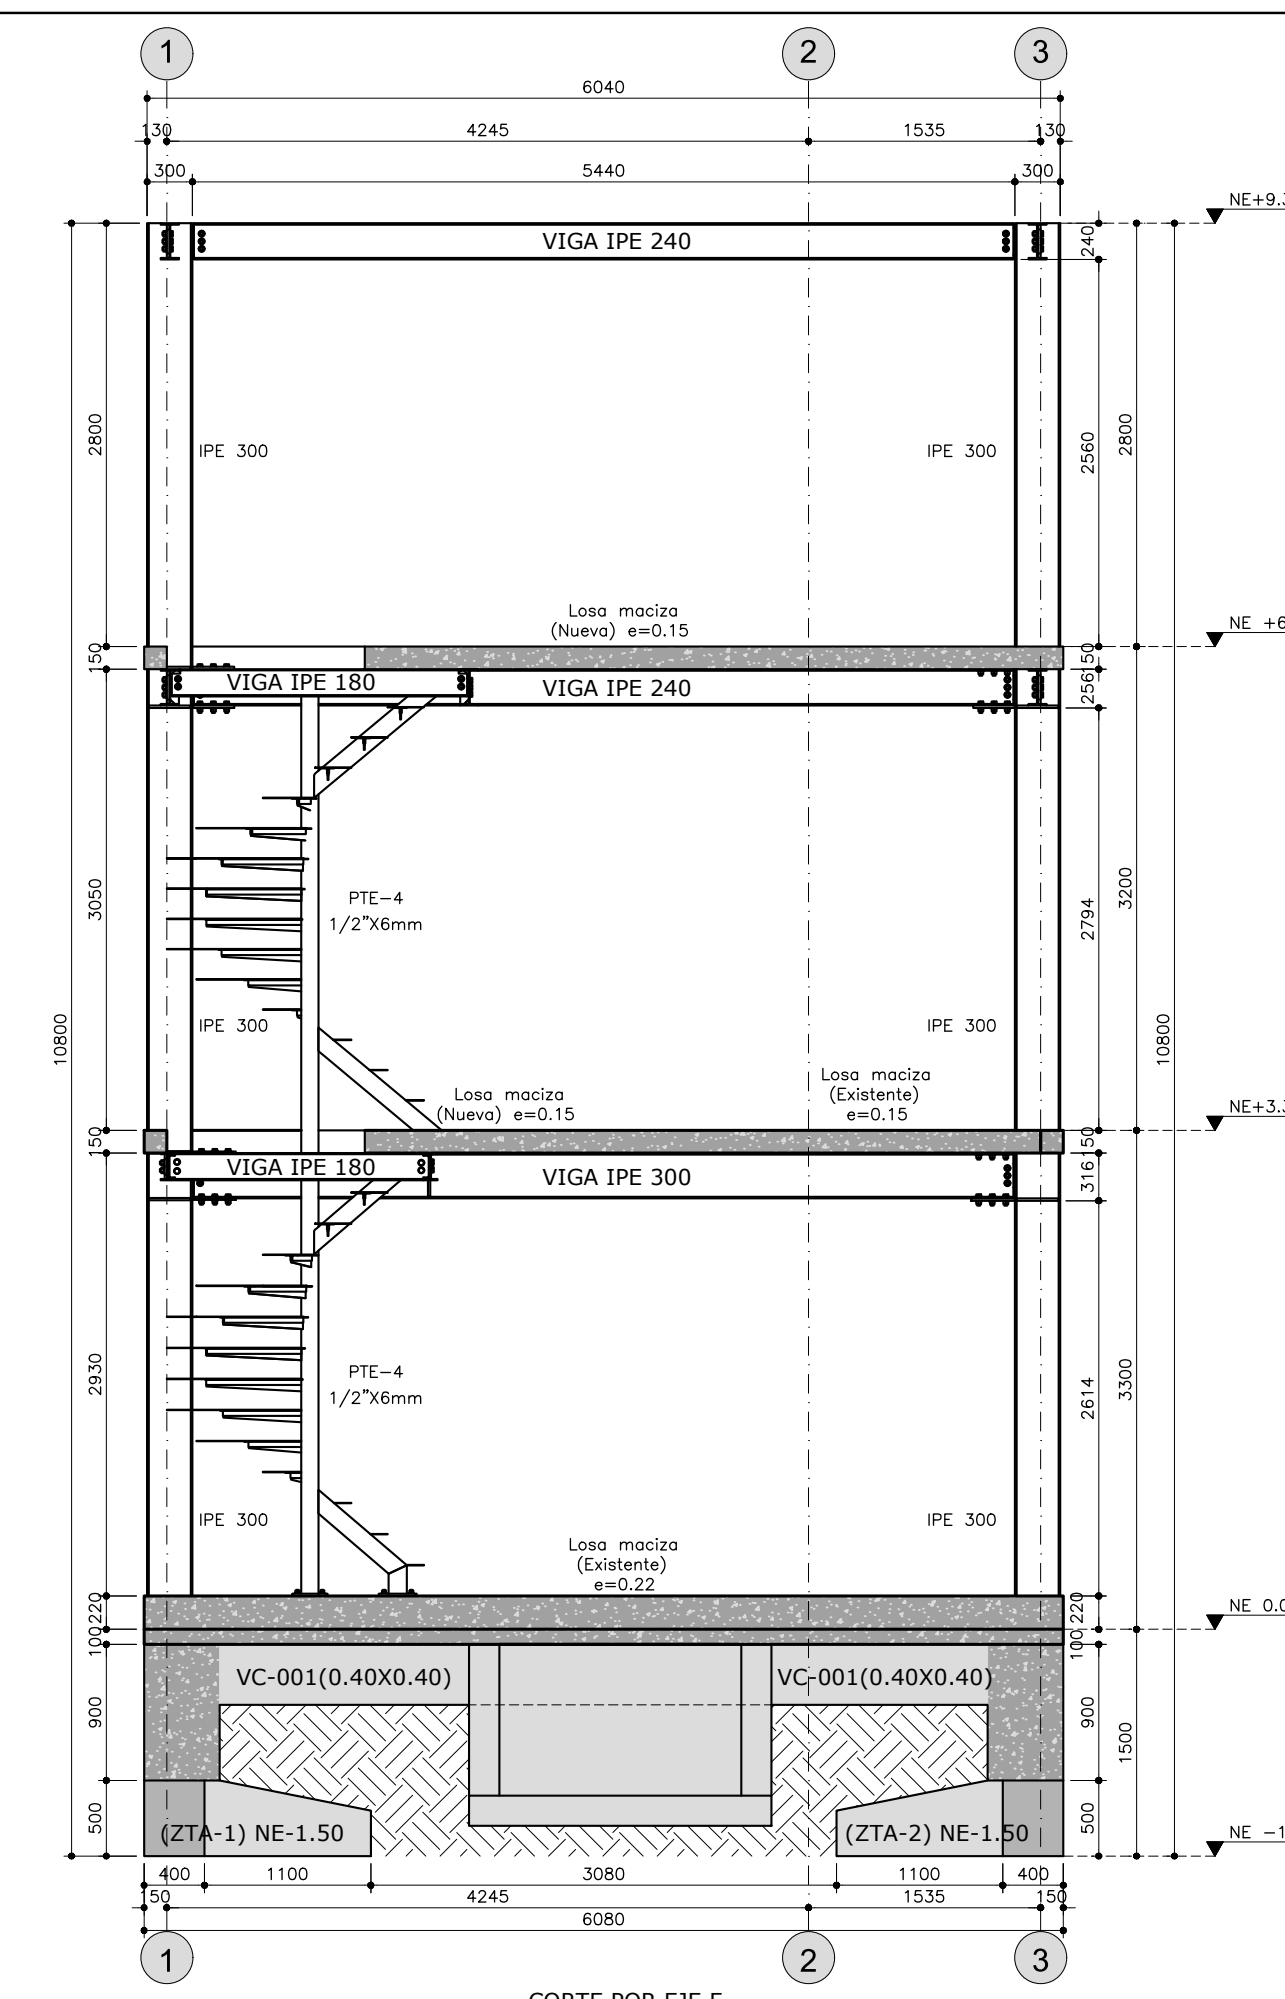 1
2
3
6040
130
4245
1535
130
300
5440
300
NE+9.3
VIGA IPE 240
240
2800
IPE 300
IPE 300
2560
2800
Losa maciza
(Nueva) e=0.15
NE +6
150
150
VIGA IPE 180
VIGA IPE 240
256
3050
PTE-4
1/2"X6mm
2794
3200
10800
IPE 300
IPE 300
10800
Losa maciza
(Nueva) e=0.15
Losa maciza
(Existente)
e=0.15
NE+3.3
150
150
VIGA IPE 180
VIGA IPE 300
316
2930
PTE-4
1/2"X6mm
2614
3300
IPE 300
IPE 300
Losa maciza
(Existente)
e=0.22
220
220
NE 0.0
100
100
VC-001(0.40X0.40)
VC-001(0.40X0.40)
900
900
1500
500
(ZTA-1) NE-1.50
(ZTA-2) NE-1.50
500
NE -1
400
1100
3080
1100
400
150
4245
1535
150
6080
1
2
3
CORTE POR EJE E